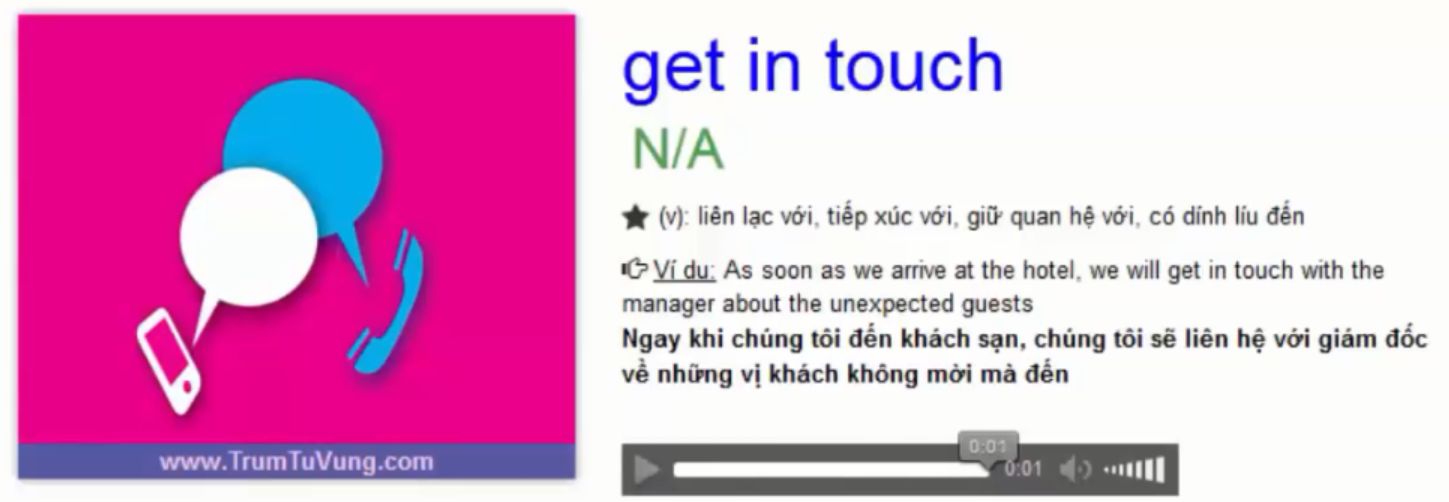 get in touch
N/A
★ (v): liên lạc với, tiếp xúc với, giữ quan hệ với, có dính líu đến
Ví du: As soon as we arrive at the hotel, we will get in touch with the
manager about the unexpected guests
Ngay khi chúng tôi đến khách sạn, chúng tôi sẽ liên hệ với giám đốc
về những vị khách không mời mà đến
www.TrumTuVung.com
0:01
0:01